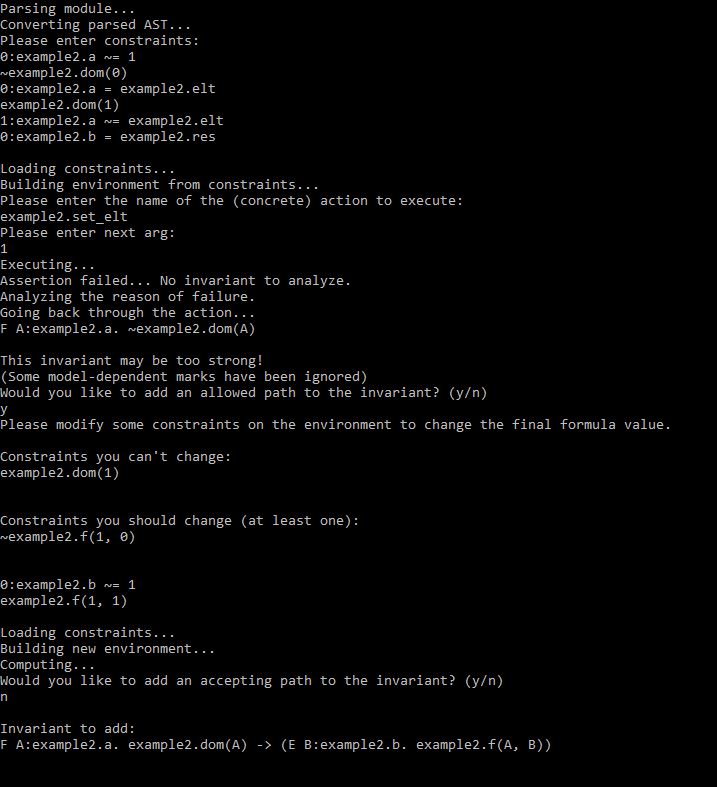 Parsing module...
Converting parsed AST...
Please enter constraints:
0:example2.a ~= 1
~example2.dom(0)
0:example2.a = example2.elt
example2.dom(1)
1:example2.a ~= example2.elt
0:example2.b = example2.res
Loading constraints...
Building environment from constraints...
Please enter the name of the (concrete) action to execute:
example2.set_elt
Please enter next arg:
1
Executing...
Assertion failed... No invariant to analyze.
Analyzing the reason of failure.
Going back through the action...
F A:example2.a. ~example2.dom(A)
This invariant may be too strong!
(Some model-dependent marks have been ignored)
Would you like to add an allowed path to the invariant? (y/n)
y
Please modify some constraints on the environment to change the final formula value.
Constraints you can't change:
example2.dom(1)
Constraints you should change (at least one):
~example2.f(1, 0)
0:example2.b ~= 1
example2.f(1, 1)
Loading constraints...
Building new environment...
Computing...
Would you like to add an accepting path to the invariant? (y/n)
n
Invariant to add:
F A:example2.a. example2.dom(A) -> (E B:example2.b. example2.f(A, B))